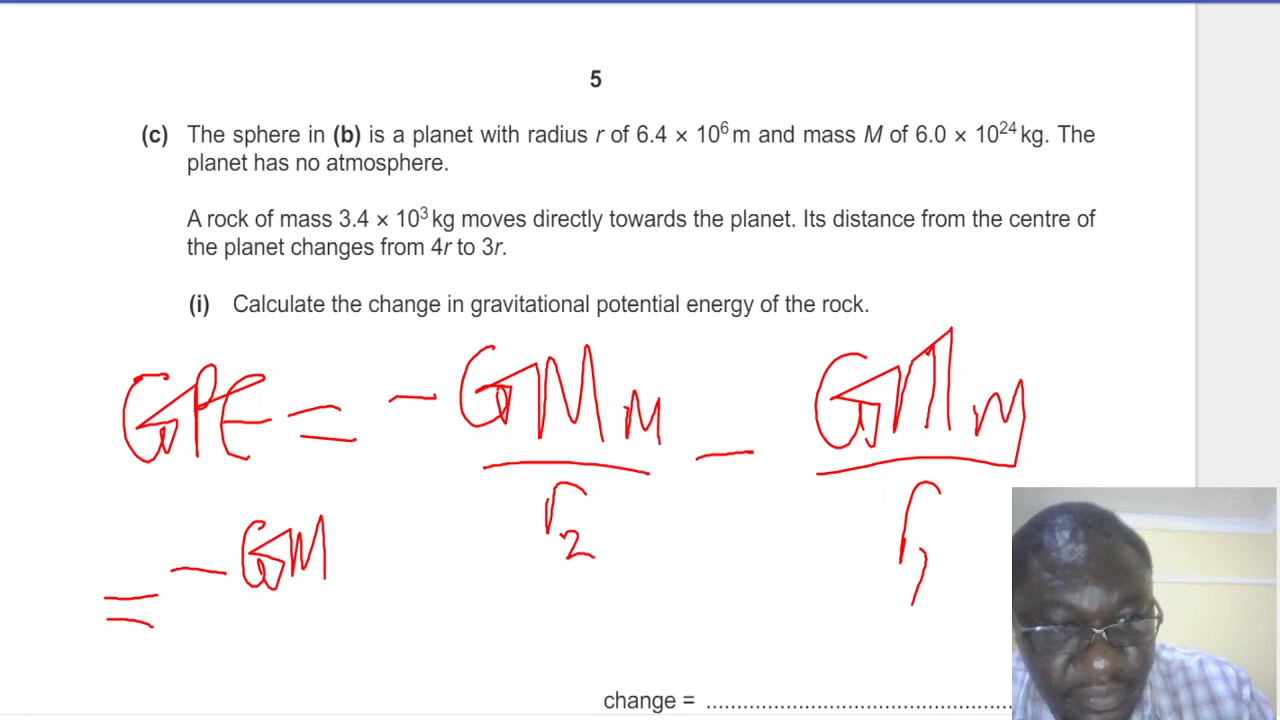 5
(c) The sphere in (b) is a planet with radius r of 6.4 × 10⁶ m and mass M of 6.0 × 10²⁴ kg. The
planet has no atmosphere.
A rock of mass 3.4 × 10³ kg moves directly towards the planet. Its distance from the centre of
the planet changes from 4r to 3r.
(i) Calculate the change in gravitational potential energy of the rock.
GPE = - GMm/r₂ - GMm/r₁
= - GM
change = ..................................................